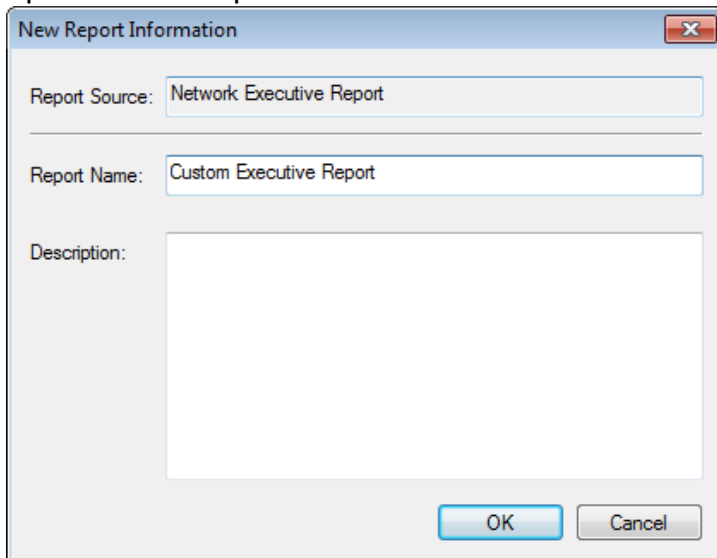 New Report Information
Report Source: Network Executive Report
Report Name: Custom Executive Report
Description:
OK Cancel